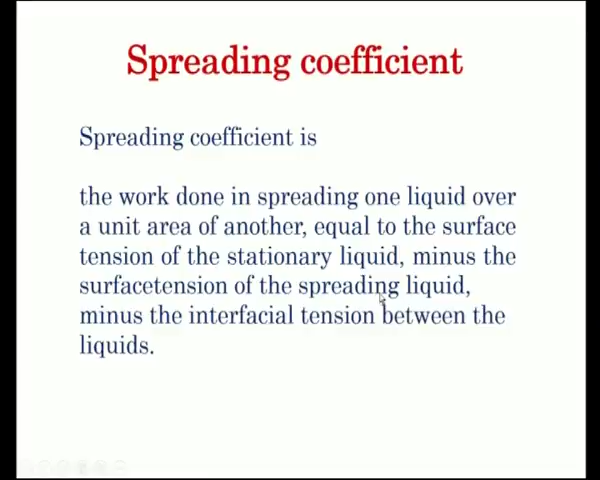 Spreading coefficient
Spreading coefficient is
the work done in spreading one liquid over
a unit area of another, equal to the surface
tension of the stationary liquid, minus the
surfacetension of the spreading liquid,
minus the interfacial tension between the
liquids.